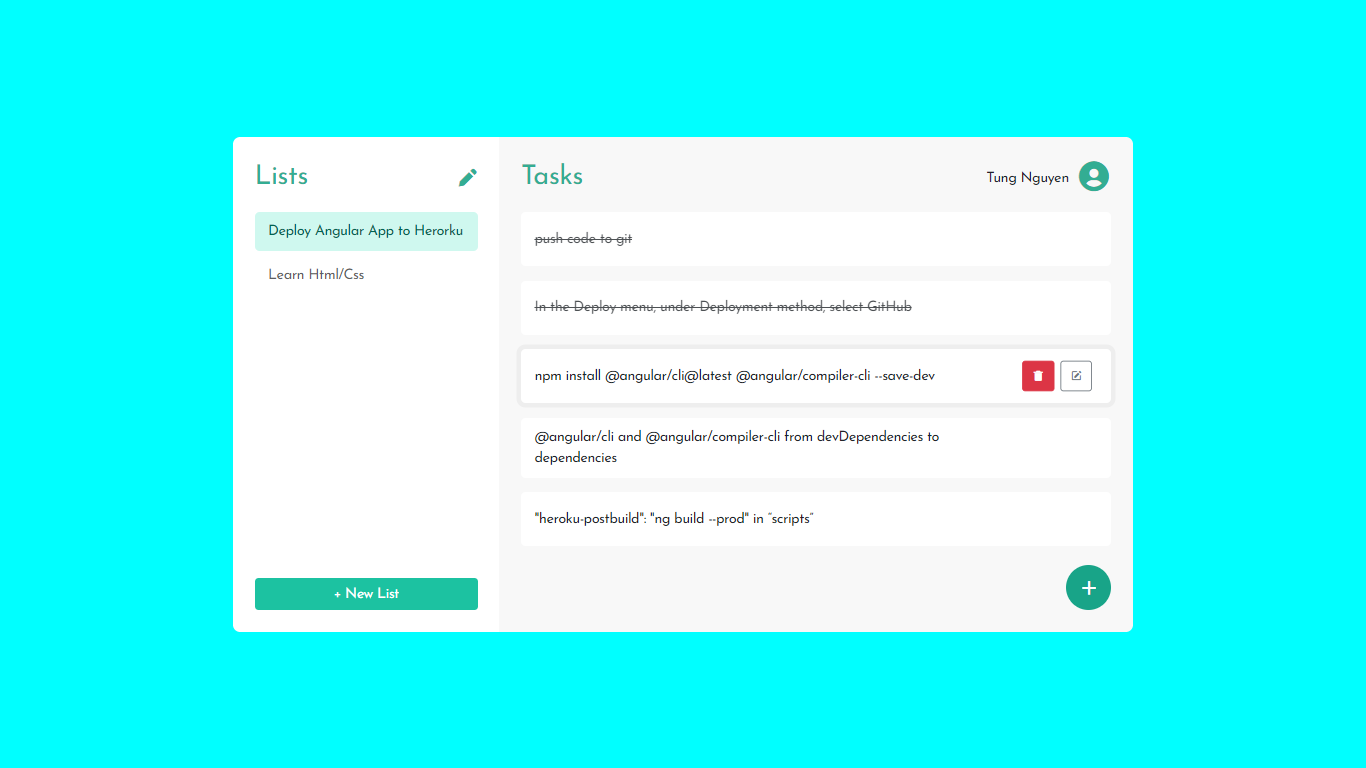 Lists
Deploy Angular App to Herorku
Learn Html/Css
+ New List
Tasks
Tung Nguyen
push code to git
In the Deploy menu, under Deployment method, select GitHub
npm install @angular/cli@latest @angular/compiler-cli --save-dev
@angular/cli and @angular/compiler-cli from devDependencies to
dependencies
"heroku-postbuild": "ng build --prod" in “scripts”
+